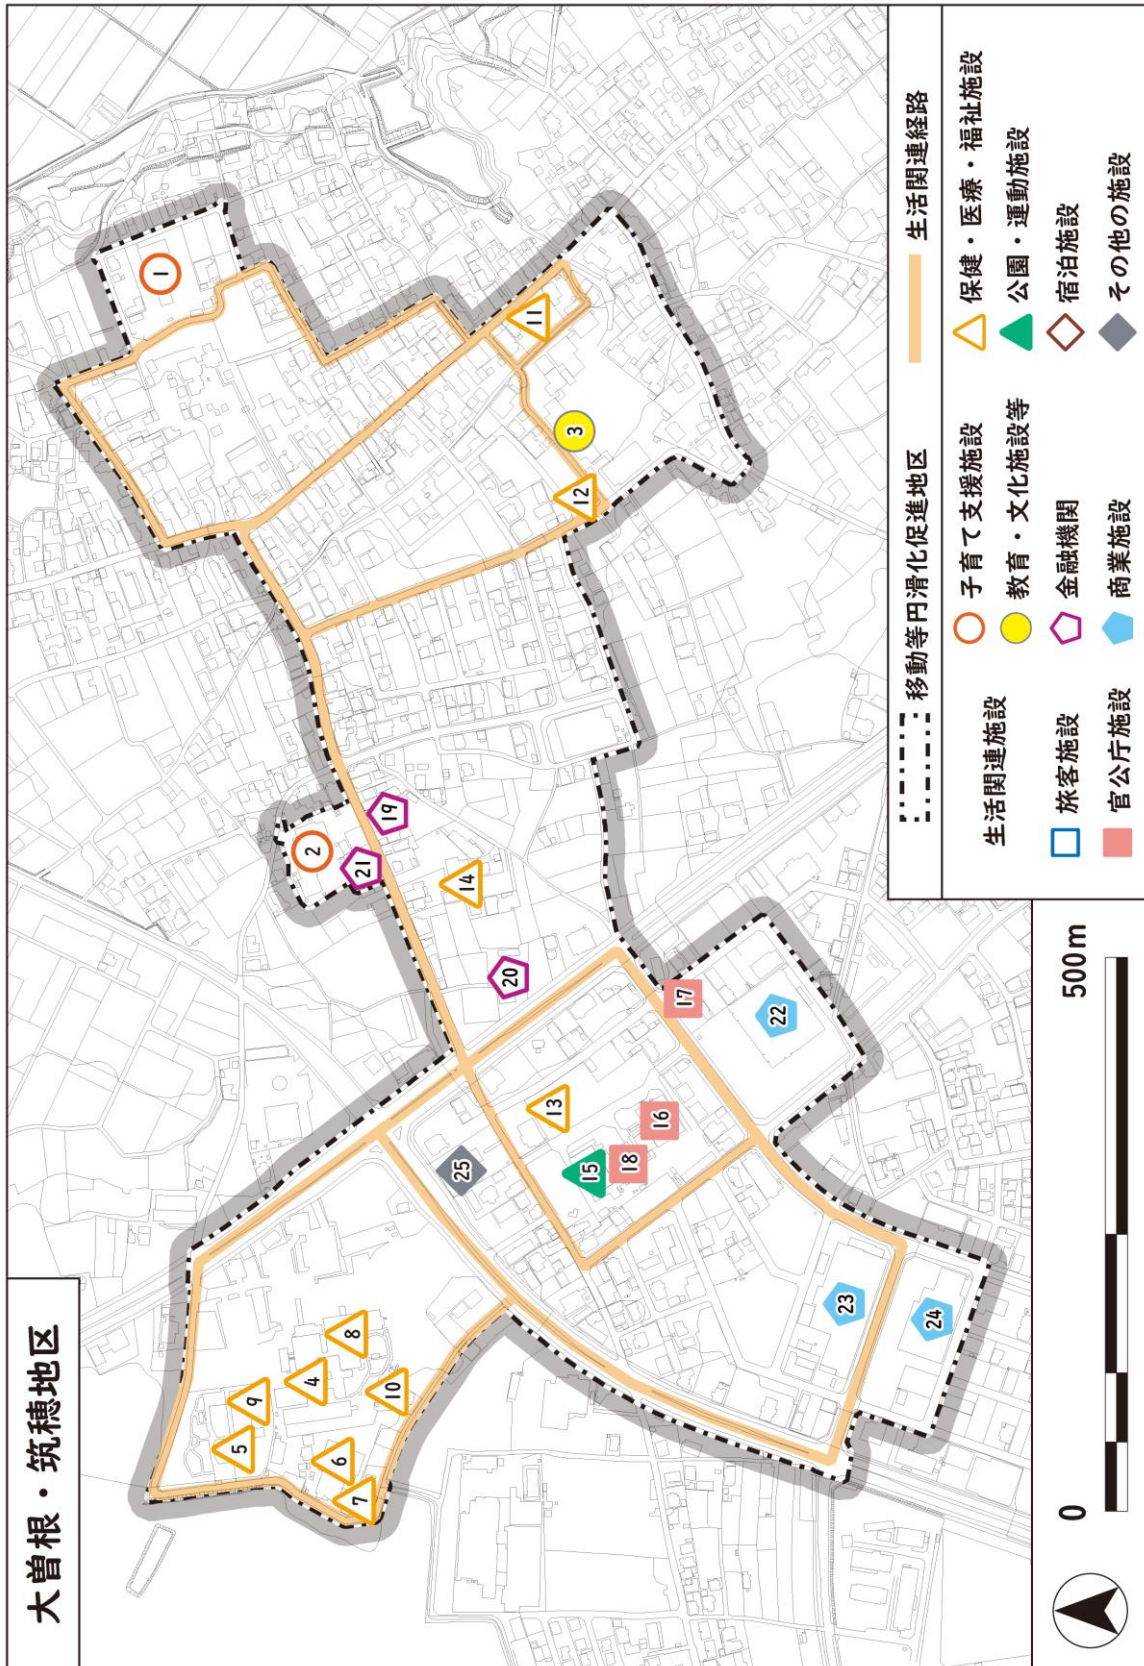 大曽根・筑穂地区
1
2
3
4
5
6
7
8
9
10
11
12
13
14
15
16
17
18
19
20
21
22
23
24
25
移動等円滑化促進地区
生活関連経路
生活関連施設
子育て支援施設
保健・医療・福祉施設
教育・文化施設等
公園・運動施設
旅客施設
金融機関
宿泊施設
官公庁施設
商業施設
その他の施設
0
500m